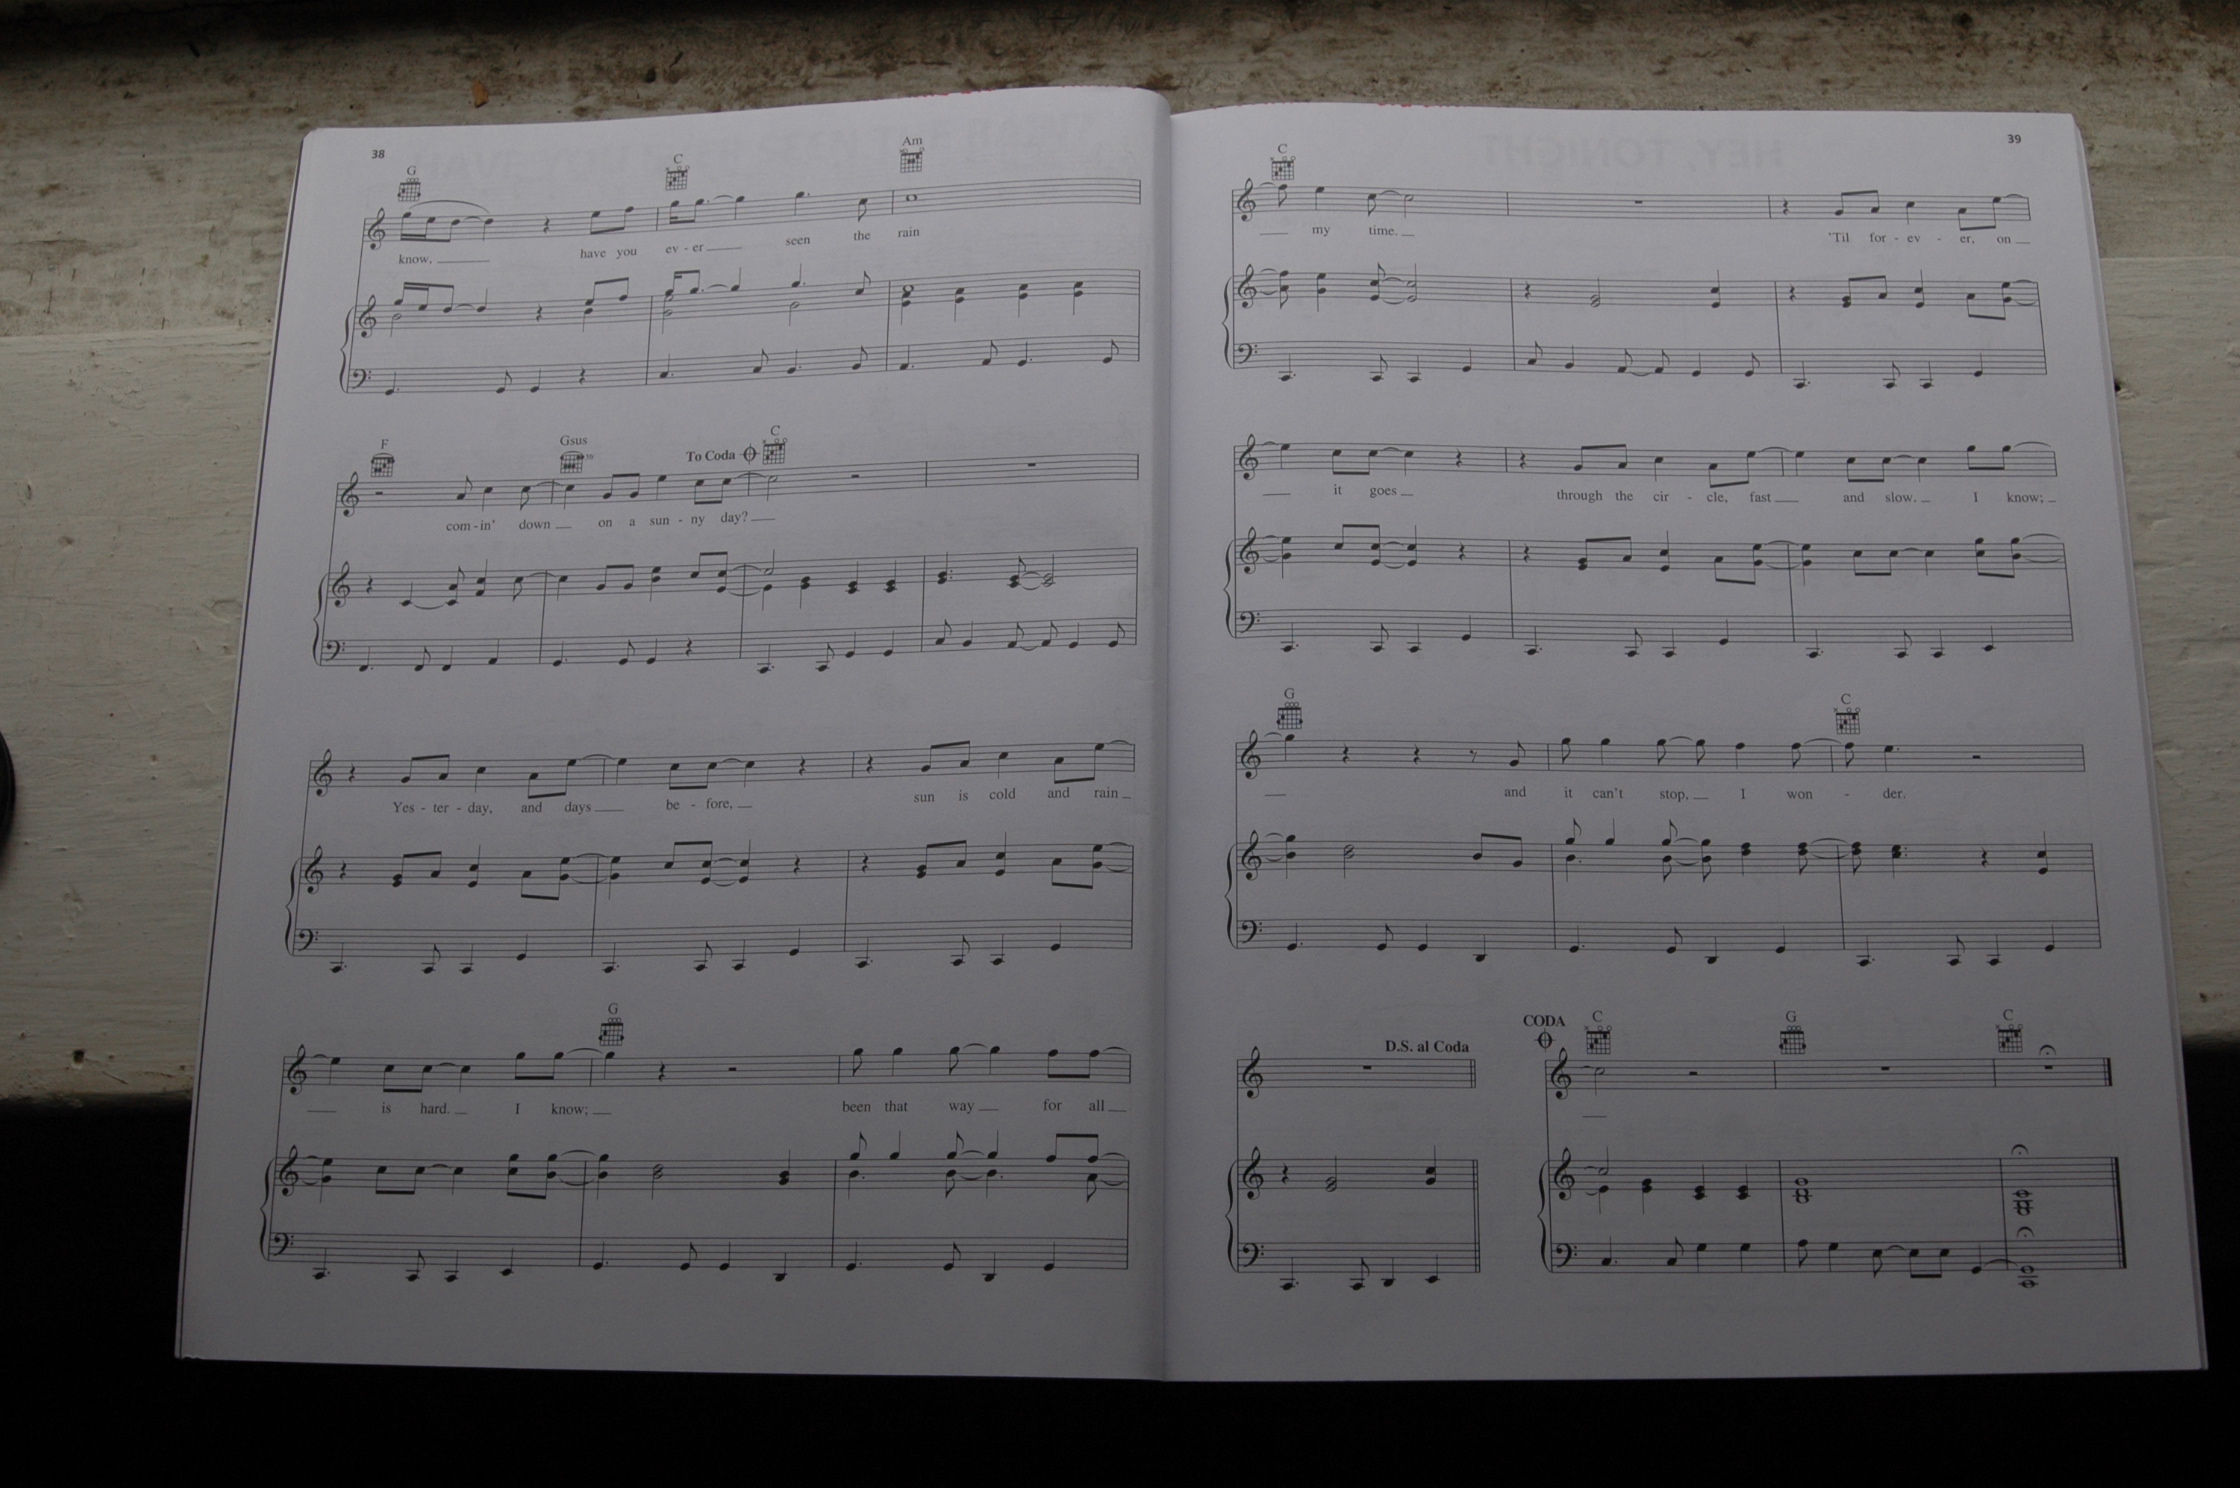 38
G C Am
know, have you ev - er seen the rain
F Gsus To Coda C
com - in' down on a sun - ny day?
Yes - ter - day, and days be - fore, sun is cold and rain
G
is hard. I know; been that way for all
39
HEY, TONIGHT
C
my time. 'Til for - ev - er, on
it goes through the cir - cle, fast and slow. I know;
G C
and it can't stop, I won - der.
D.S. al Coda CODA C G C